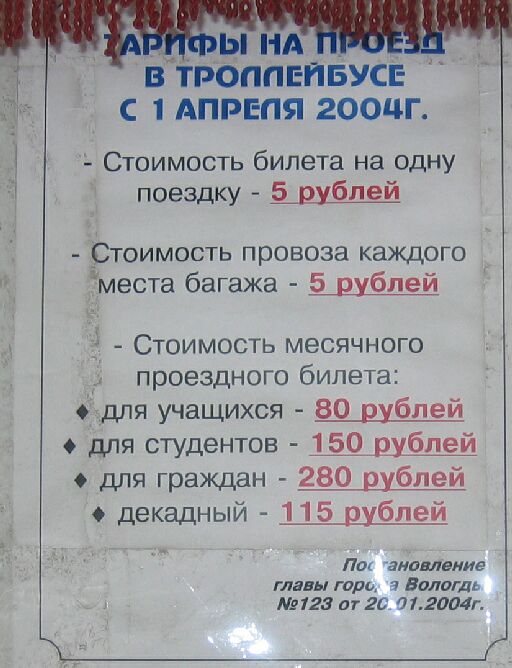 ТАРИФЫ НА ПРОЕЗД
В ТРОЛЛЕЙБУСЕ
С 1 АПРЕЛЯ 2004Г.
- Стоимость билета на одну
поездку - 5 рублей
- Стоимость провоза каждого
места багажа - 5 рублей
- Стоимость месячного
проездного билета:
♦ для учащихся - 80 рублей
♦ для студентов - 150 рублей
♦ для граждан - 280 рублей
♦ декадный - 115 рублей
Постановление
главы города Вологды
№123 от 20.01.2004г.